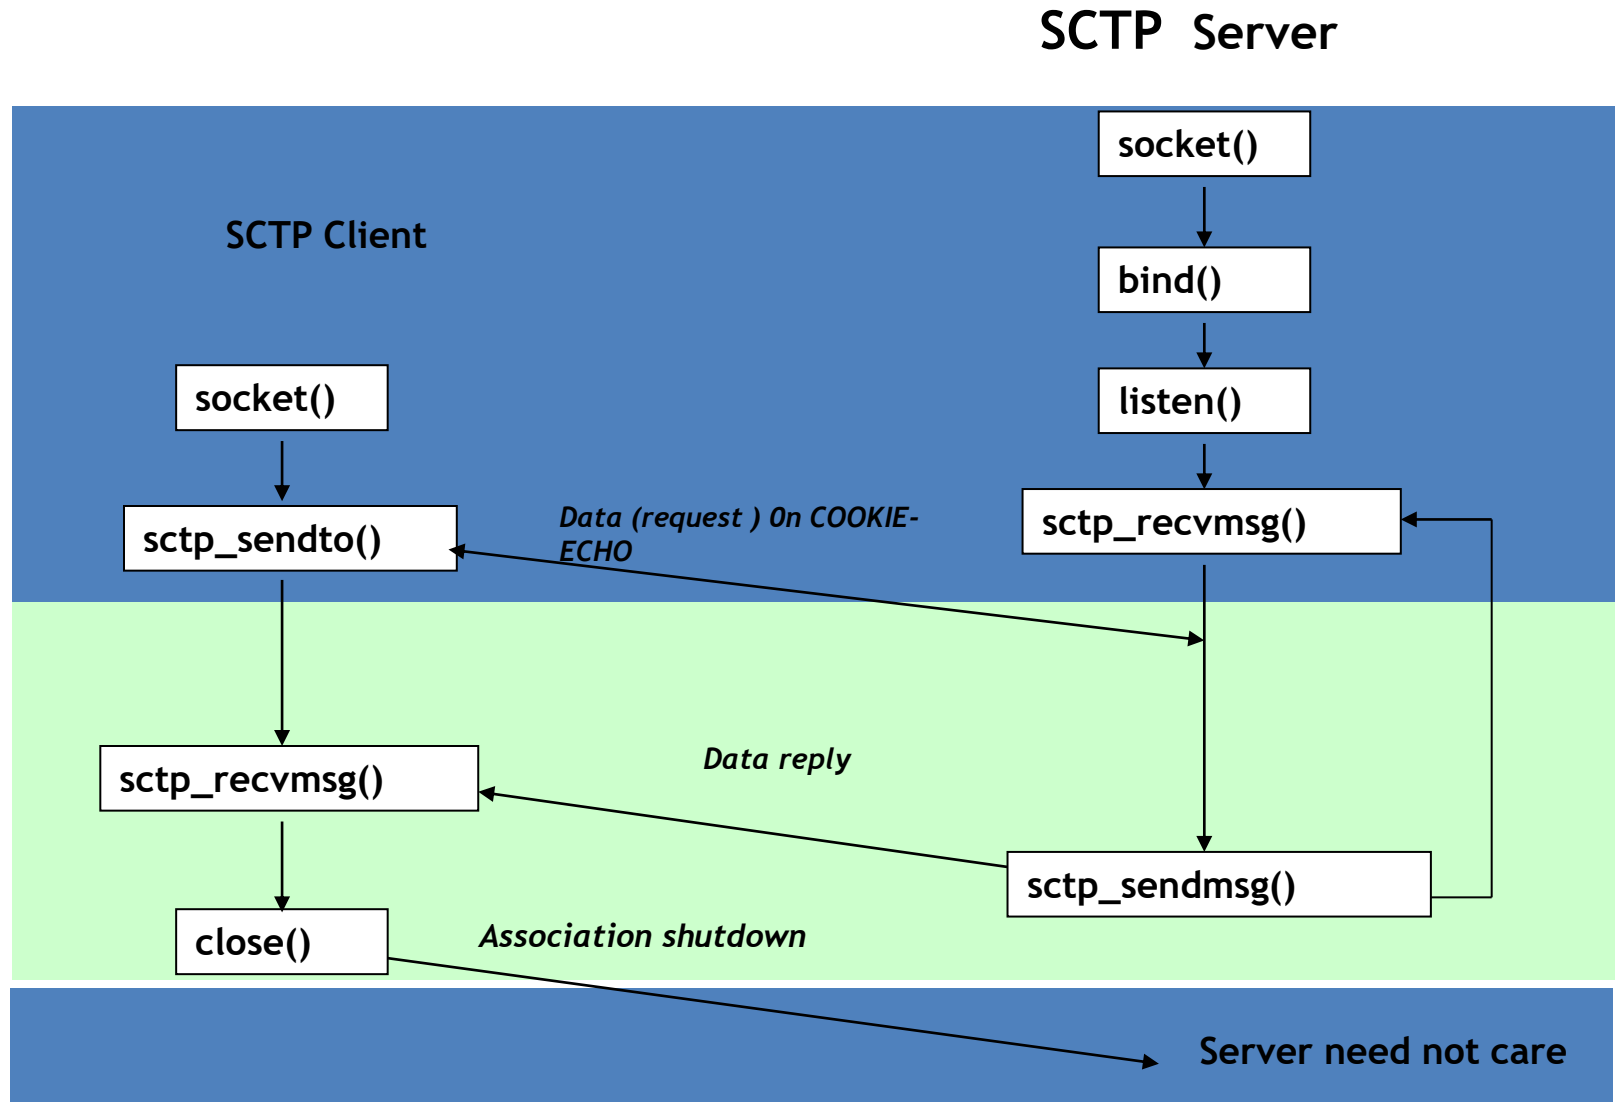 SCTP Server
socket()
SCTP Client
bind()
socket()
listen()
sctp_sendto()
Data (request ) 0n COOKIE-
ECHO
sctp_recvmsg()
sctp_recvmsg()
Data reply
sctp_sendmsg()
close()
Association shutdown
Server need not care